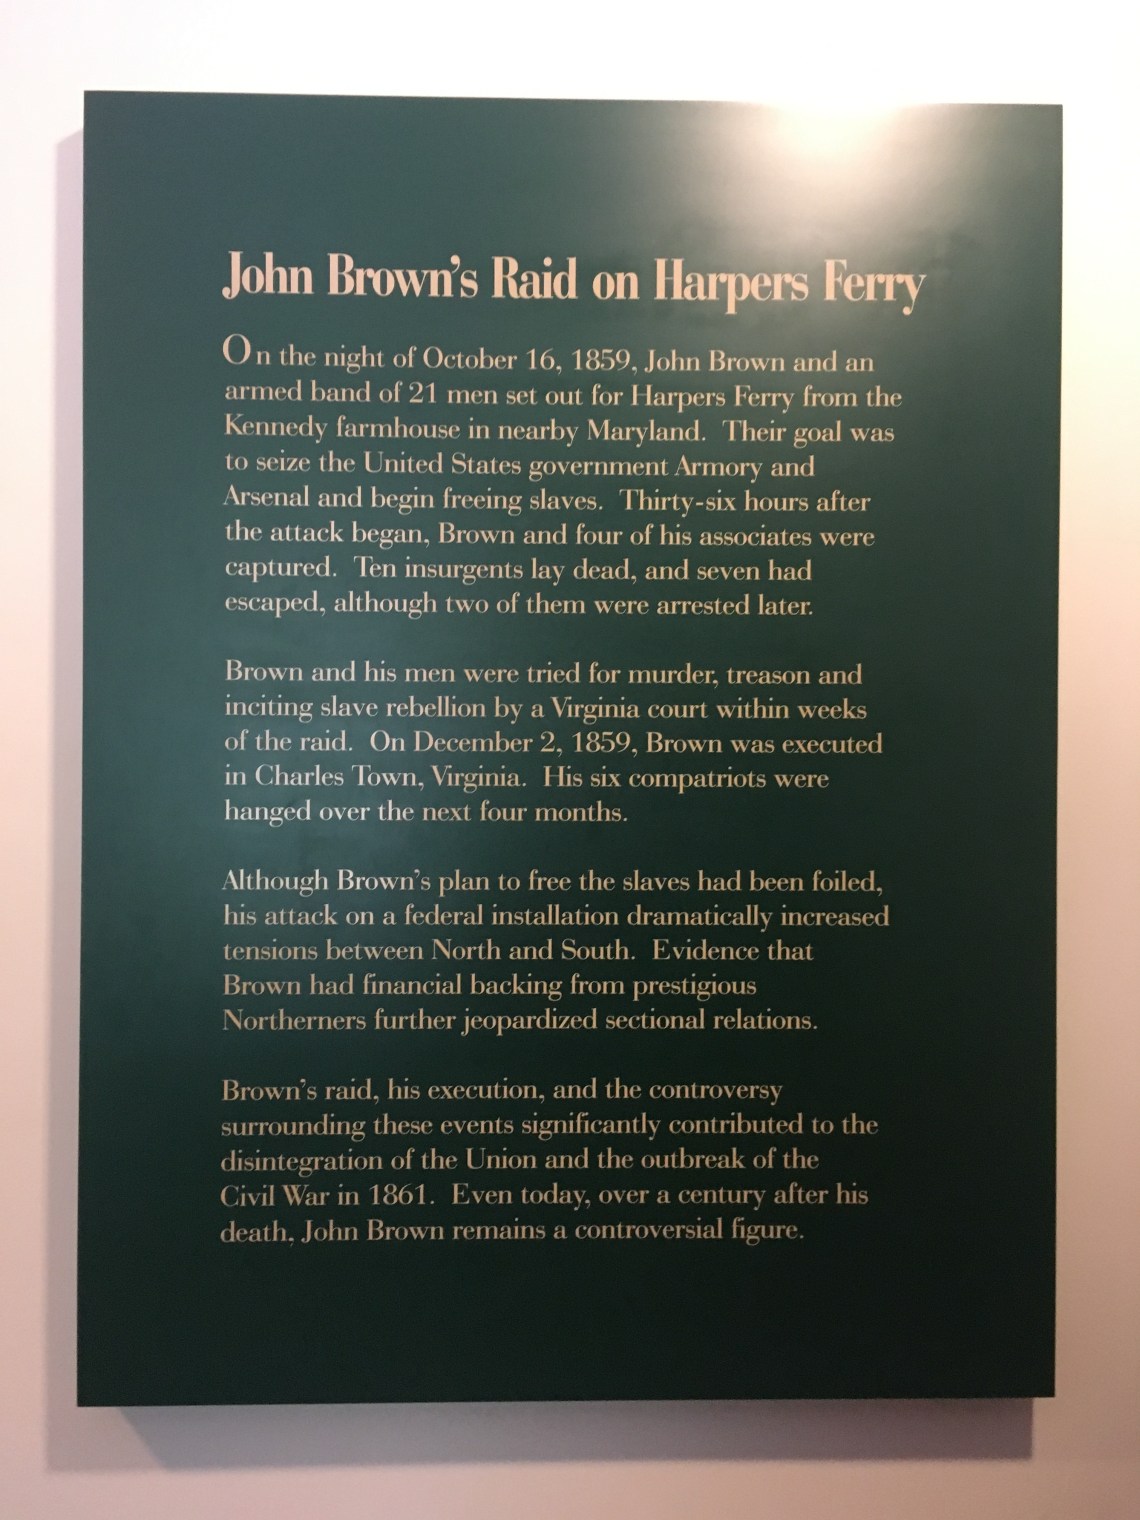 John Brown's Raid on Harpers Ferry
On the night of October 16, 1859, John Brown and an
armed band of 21 men set out for Harpers Ferry from the
Kennedy farmhouse in nearby Maryland. Their goal was
to seize the United States government Armory and
Arsenal and begin freeing slaves. Thirty-six hours after
the attack began, Brown and four of his associates were
captured. Ten insurgents lay dead, and seven had
escaped, although two of them were arrested later.
Brown and his men were tried for murder, treason and
inciting slave rebellion by a Virginia court within weeks
of the raid. On December 2, 1859, Brown was executed
in Charles Town, Virginia. His six compatriots were
hanged over the next four months.
Although Brown's plan to free the slaves had been foiled,
his attack on a federal installation dramatically increased
tensions between North and South. Evidence that
Brown had financial backing from prestigious
Northerners further jeopardized sectional relations.
Brown's raid, his execution, and the controversy
surrounding these events significantly contributed to the
disintegration of the Union and the outbreak of the
Civil War in 1861. Even today, over a century after his
death, John Brown remains a controversial figure.